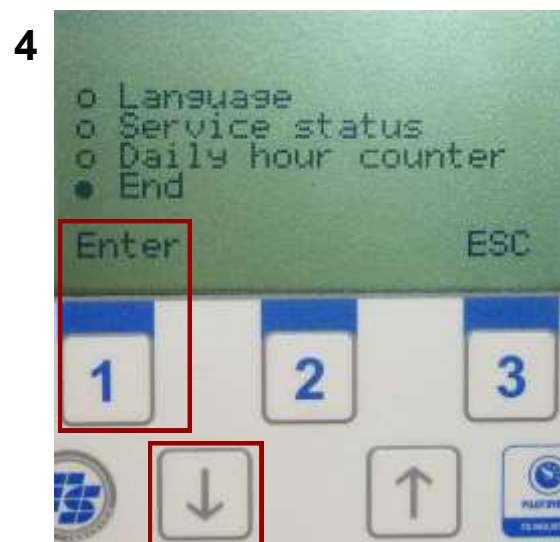 4
o Language
o Service status
o Daily hour counter
● End
Enter ESC
1 2 3
↓ ↑